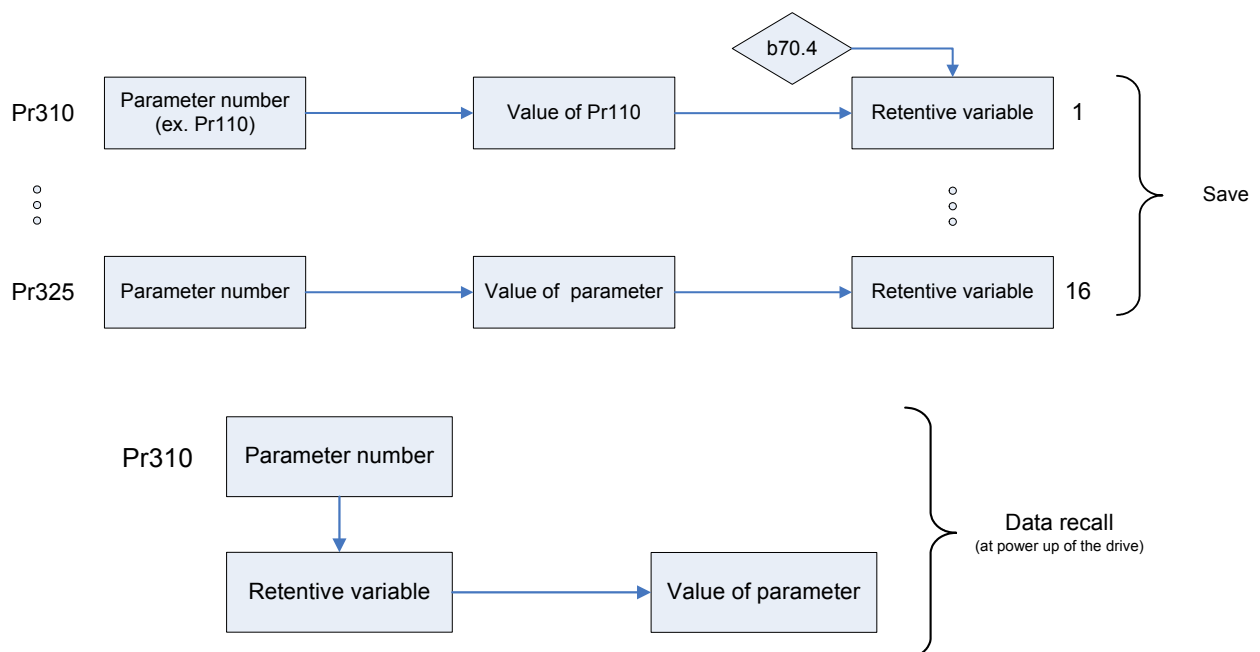 b70.4
Pr310
Parameter number
(ex. Pr110)
Value of Pr110
Retentive variable
1
Save
Pr325
Parameter number
Value of parameter
Retentive variable
16
Pr310
Parameter number
Retentive variable
Value of parameter
Data recall
(at power up of the drive)